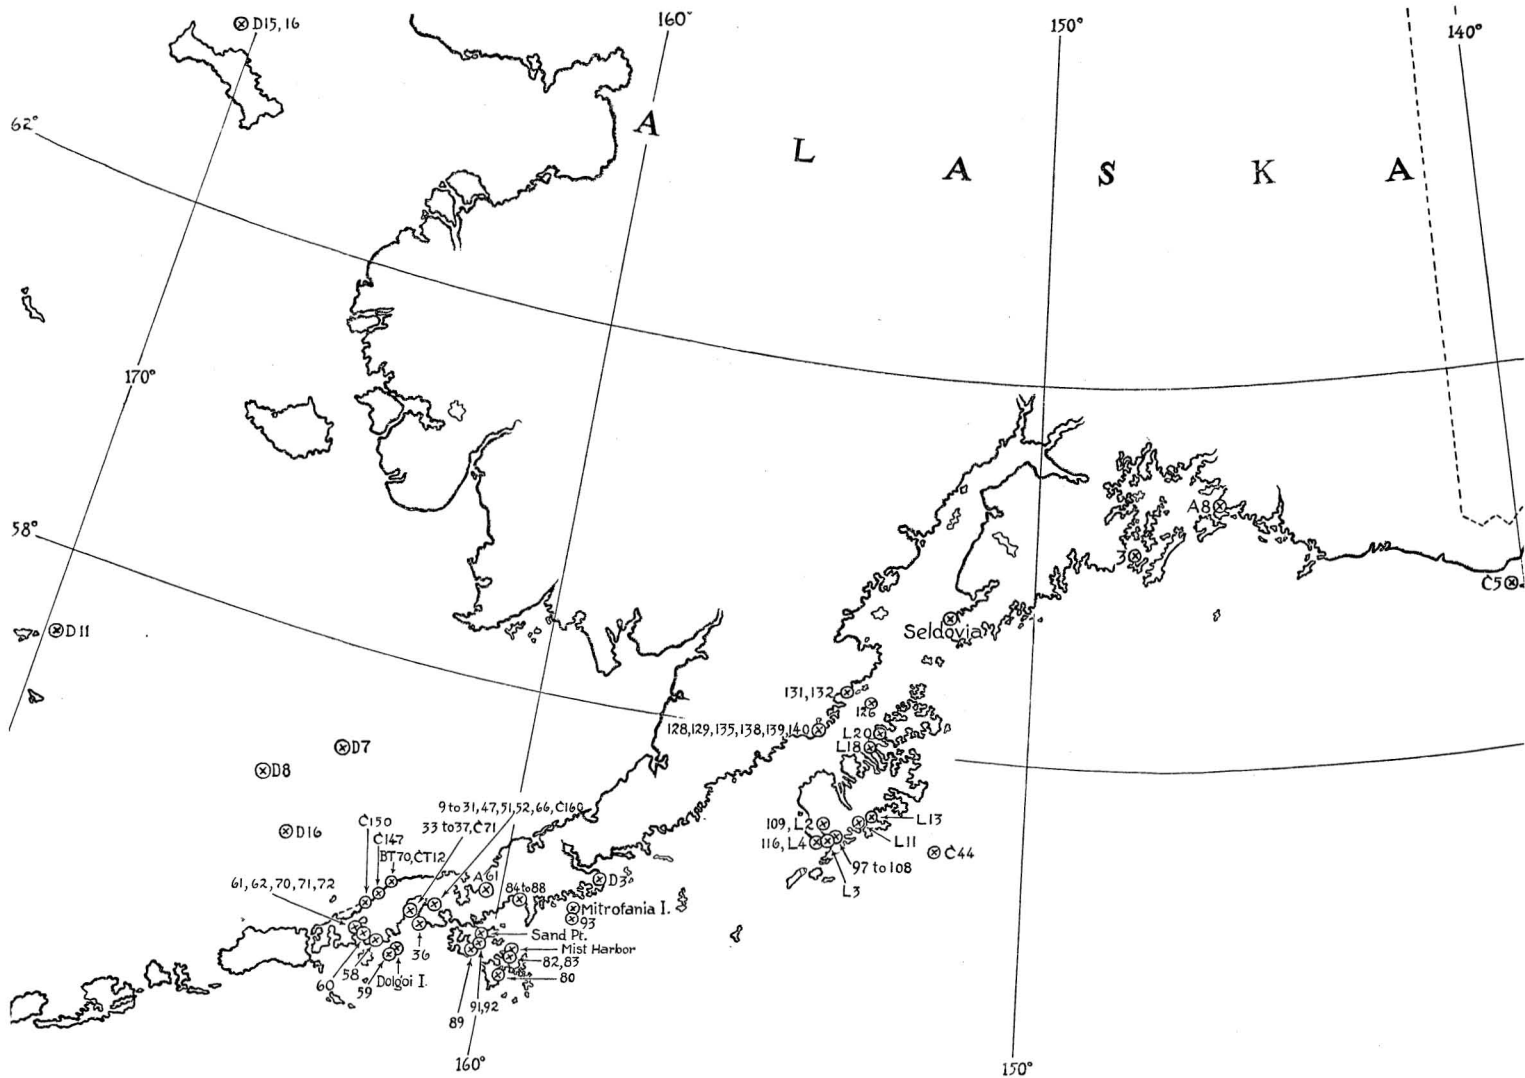 D15, 16
160°
150°
140°
62°
A L A S K A
170°
58°
A8
3
C5
D11
Seldovia
131, 132
126
128, 129, 135, 138, 139, 140
L20
L18
D7
D8
9 to 31, 47, 51, 52, 66, C160
33 to 37, C71
C150
C147
BT70, CT12
D16
109, L2
L13
116, L4
L11
C44
97 to 108
L3
61, 62, 70, 71, 72
A61
84 to 88
D3
Mitrofania I.
93
Sand Pt.
Mist Harbor
36
82, 83
58
Dolgoi I.
80
60
59
91, 92
89
160°
150°